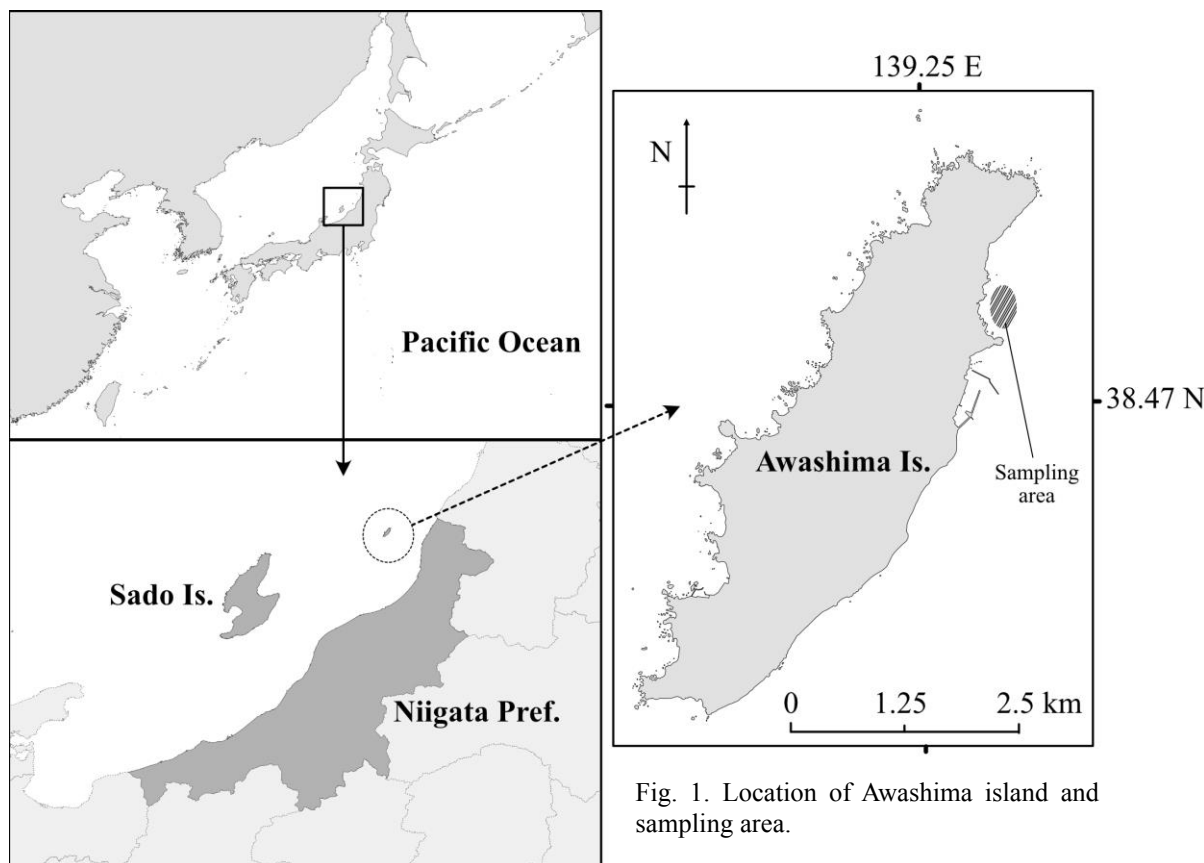 Pacific Ocean
Sado Is.
Niigata Pref.
139.25 E
N
38.47 N
Awashima Is.
Sampling
area
0 1.25 2.5 km
Fig. 1. Location of Awashima island and
sampling area.